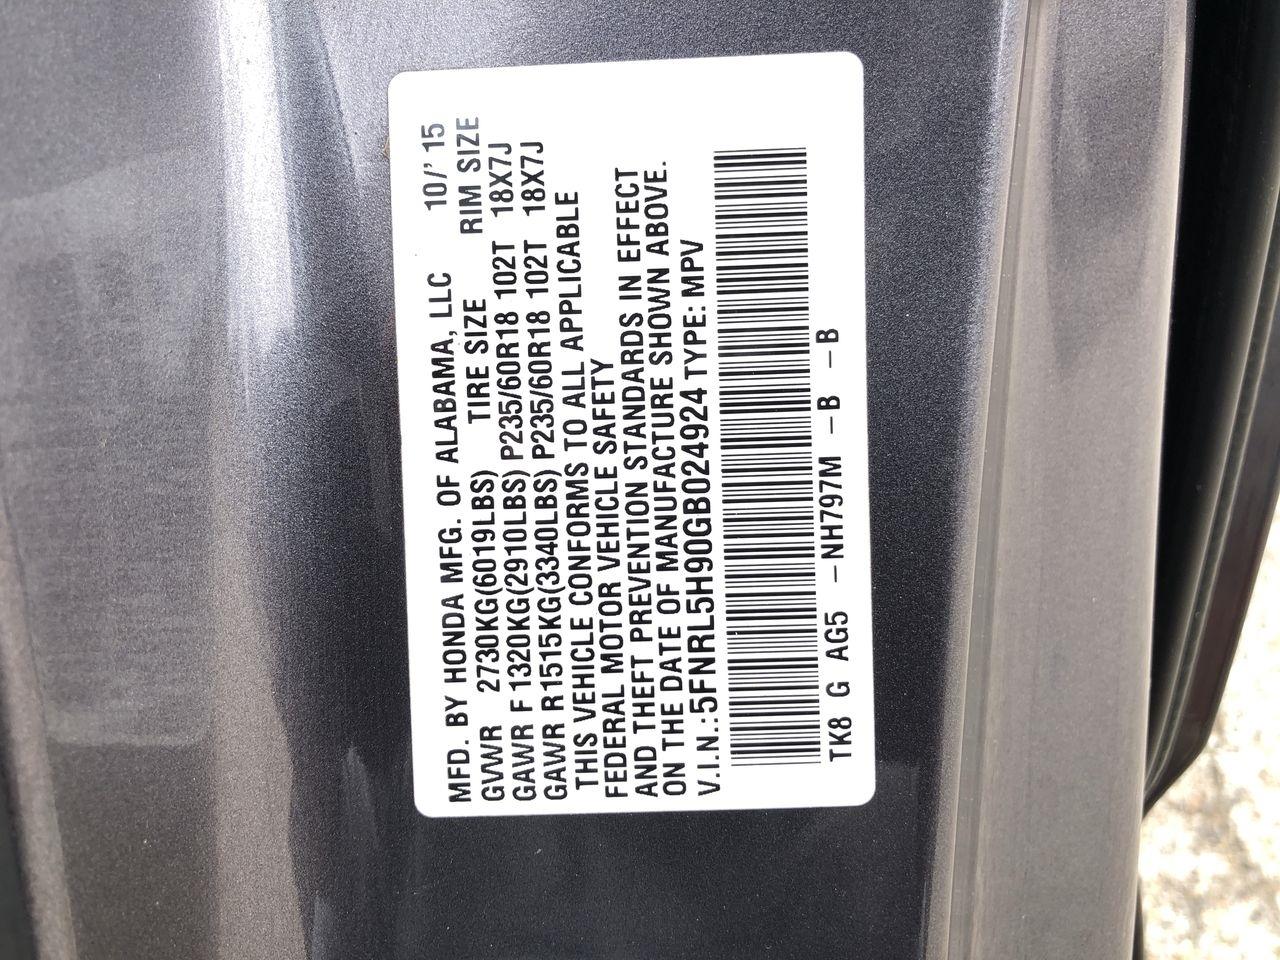 MFD. BY HONDA MFG. OF ALABAMA, LLC 10/' 15
GVWR 2730KG(6019LBS) TIRE SIZE RIM SIZE
GAWR F 1320KG(2910LBS) P235/60R18 102T 18X7J
GAWR R1515KG(3340LBS) P235/60R18 102T 18X7J
THIS VEHICLE CONFORMS TO ALL APPLICABLE
FEDERAL MOTOR VEHICLE SAFETY
AND THEFT PREVENTION STANDARDS IN EFFECT
ON THE DATE OF MANUFACTURE SHOWN ABOVE.
V.I.N.:5FNRL5H90GB024924 TYPE: MPV
TK8 G AG5 -NH797M -B -B